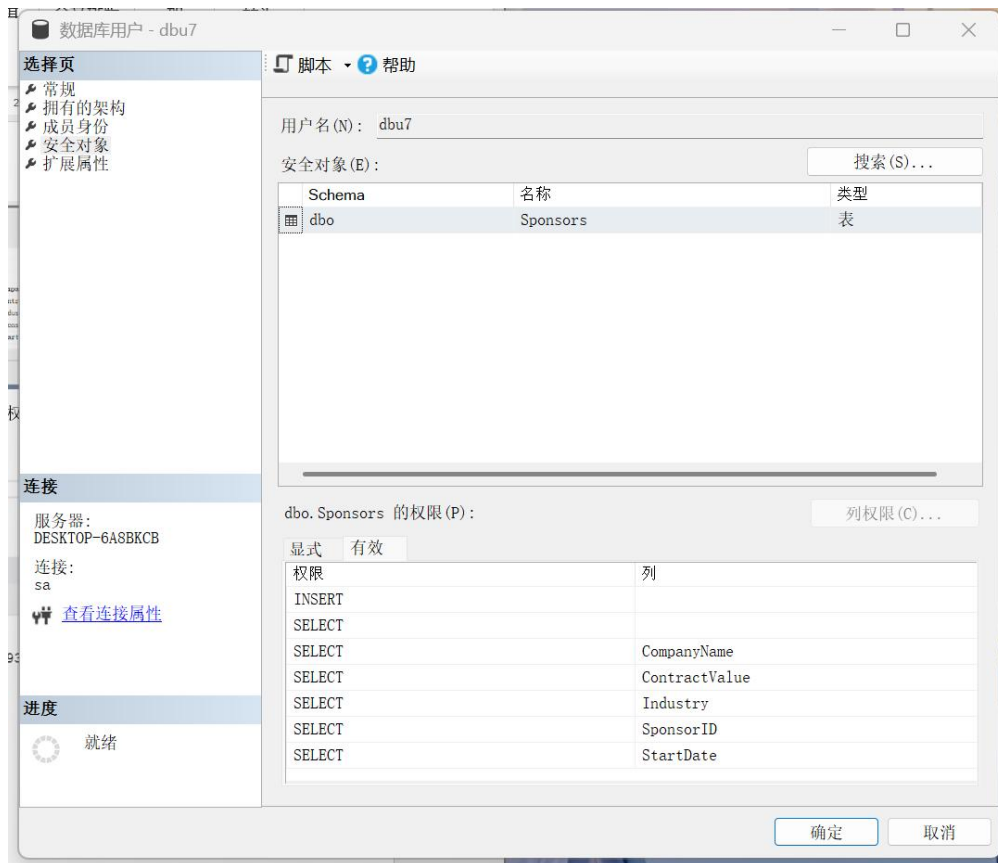 数据库用户 - dbu7
选择页
常规
拥有的架构
成员身份
安全对象
扩展属性
脚本 帮助
用户名(N): dbu7
安全对象(E):
搜索(S)...
Schema 名称 类型
dbo Sponsors 表
连接
服务器:
DESKTOP-6A8BKCB
连接:
sa
查看连接属性
进度
就绪
dbo.Sponsors 的权限(P):
列权限(C)...
显式 有效
权限 列
INSERT
SELECT
SELECT CompanyName
SELECT ContractValue
SELECT Industry
SELECT SponsorID
SELECT StartDate
确定 取消